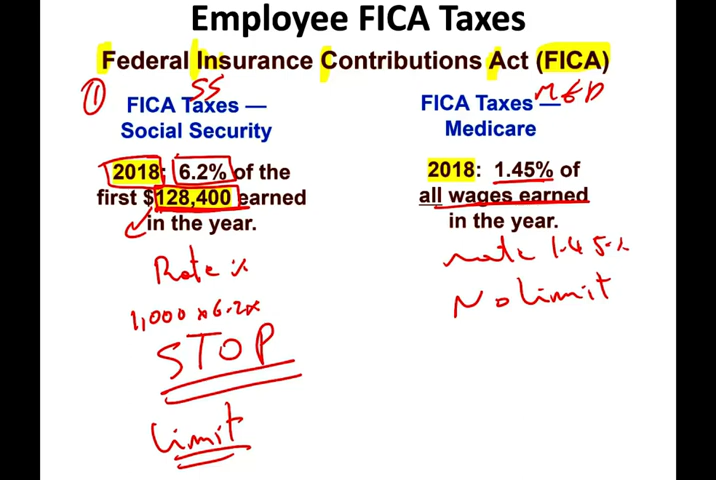 Employee FICA Taxes
Federal Insurance Contributions Act (FICA)
① SS
FICA Taxes —
Social Security
2018: 6.2% of the
first $128,400 earned
in the year.
Rate %
1,000 x 6.2%
STOP
Limit
MED
FICA Taxes —
Medicare
2018: 1.45% of
all wages earned
in the year.
rate 1.45%
No Limit